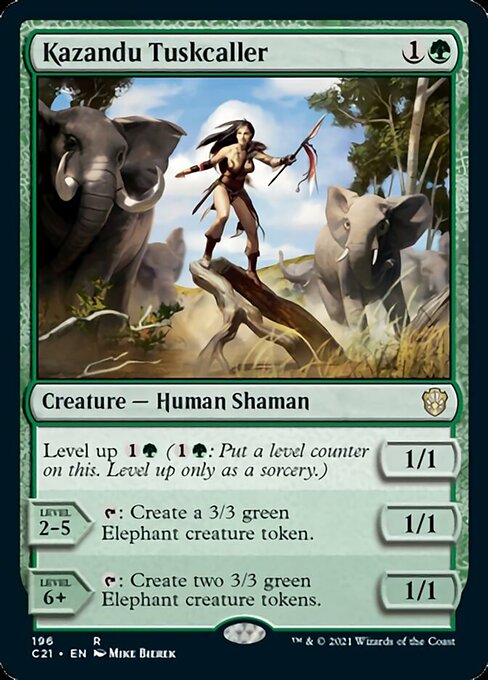 Kazandu Tuskcaller 1
Creature — Human Shaman
Level up 1 ( 1 : Put a level counter
on this. Level up only as a sorcery.)
1/1
LEVEL
2-5
: Create a 3/3 green
Elephant creature token.
1/1
LEVEL
6+
: Create two 3/3 green
Elephant creature tokens.
1/1
196 R
C21 • EN MIKE BIEREK
™ & © 2021 Wizards of the Coast